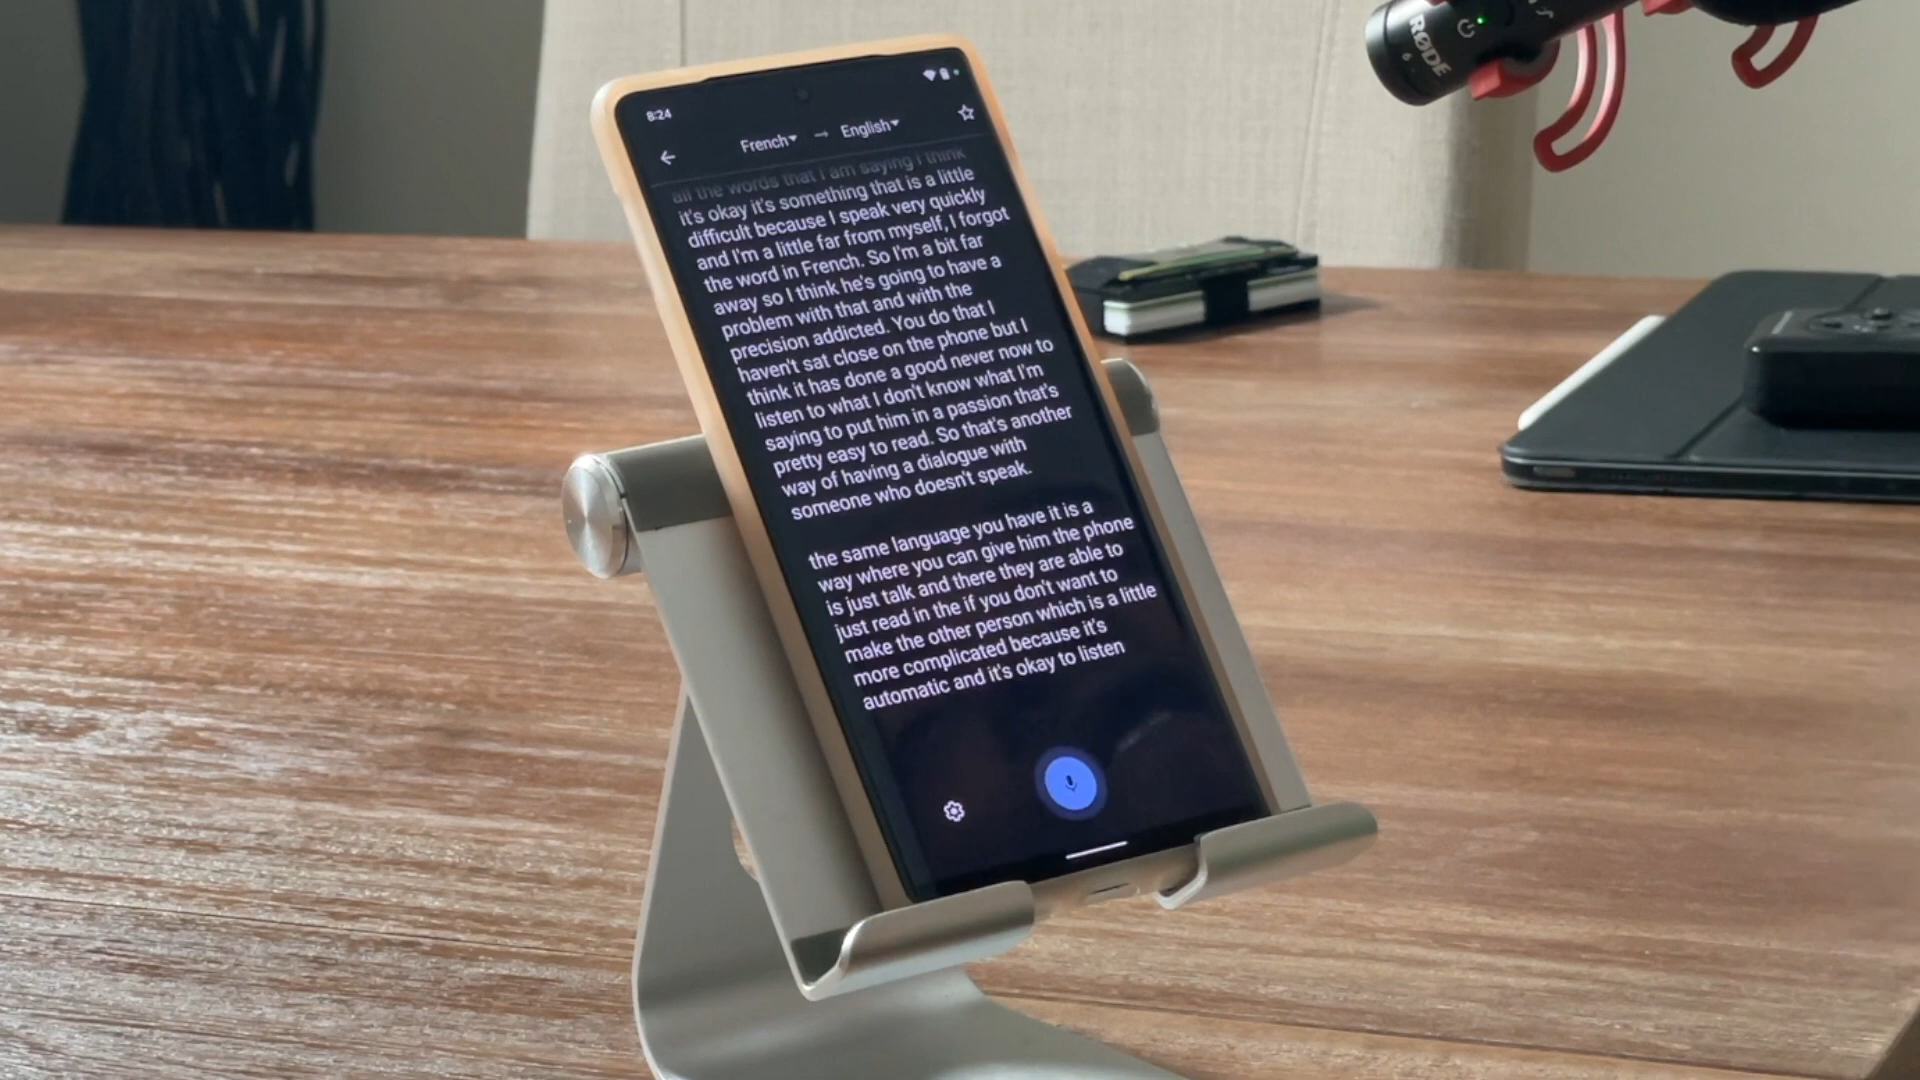 8:24
French → English
all the words that I am saying I think
it's okay it's something that is a little
difficult because I speak very quickly
and I'm a little far from myself, I forgot
the word in French. So I'm a bit far
away so I think he's going to have a
problem with that and with the
precision addicted. You do that I
haven't sat close on the phone but I
think it has done a good never now to
listen to what I don't know what I'm
saying to put him in a passion that's
pretty easy to read. So that's another
way of having a dialogue with
someone who doesn't speak.
the same language you have it is a
way where you can give him the phone
is just talk and there they are able to
just read in the if you don't want to
make the other person which is a little
more complicated because it's
automatic and it's okay to listen
RØDE